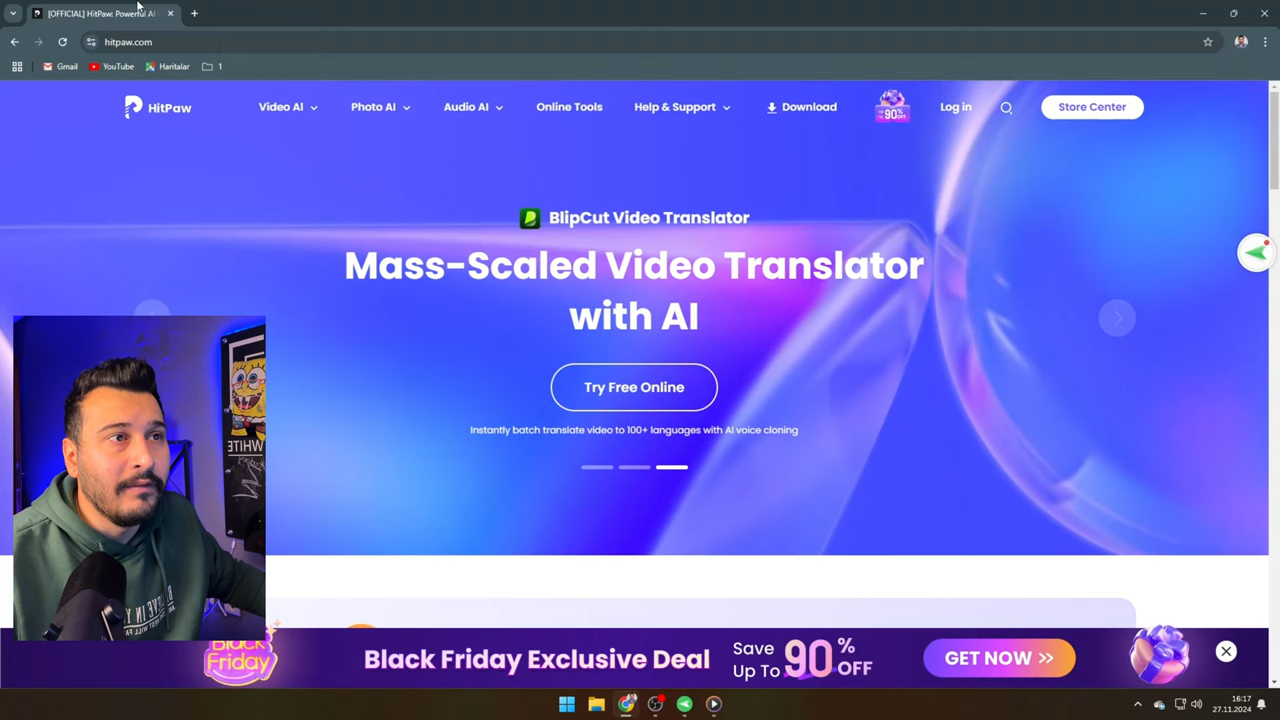 [OFFICIAL] HitPaw: Powerful AI
hitpaw.com
Gmail
YouTube
Haritalar
1
HitPaw
Video AI
Photo AI
Audio AI
Online Tools
Help & Support
Download
90%
OFF
Log in
Store Center
BlipCut Video Translator
Mass-Scaled Video Translator
with AI
Try Free Online
Instantly batch translate video to 100+ languages with AI voice cloning
WHITE
Black
Friday
Black Friday Exclusive Deal
Save
Up To
90
%
OFF
GET NOW >>
16:17
27.11.2024